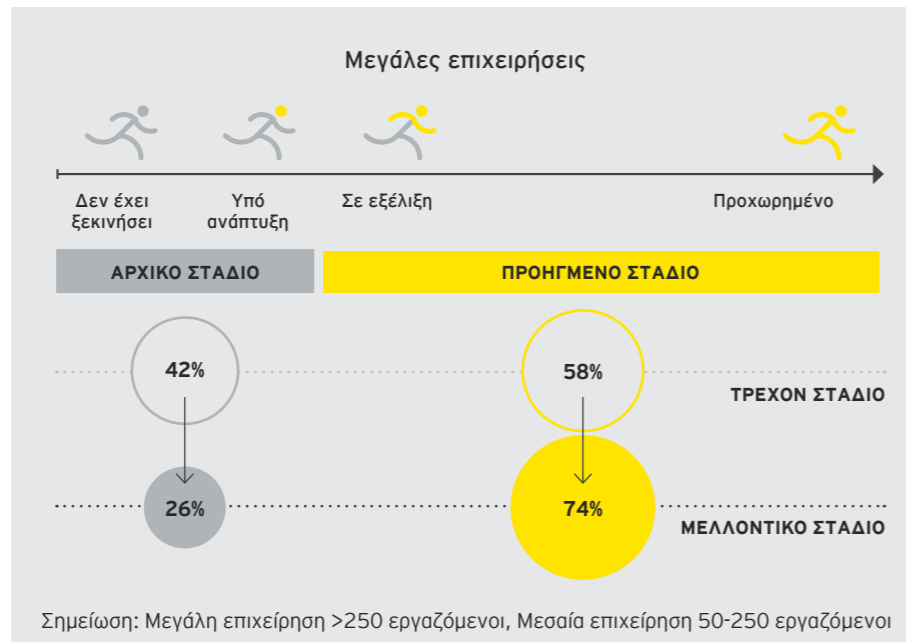 Μεγάλες επιχειρήσεις
Δεν έχει
ξεκινήσει
Υπό
ανάπτυξη
Σε εξέλιξη
Προχωρημένο
ΑΡΧΙΚΟ ΣΤΑΔΙΟ
ΠΡΟΗΓΜΕΝΟ ΣΤΑΔΙΟ
42%
58%
ΤΡΕΧΟΝ ΣΤΑΔΙΟ
26%
74%
ΜΕΛΛΟΝΤΙΚΟ ΣΤΑΔΙΟ
Σημείωση: Μεγάλη επιχείρηση >250 εργαζόμενοι, Μεσαία επιχείρηση 50-250 εργαζόμενοι